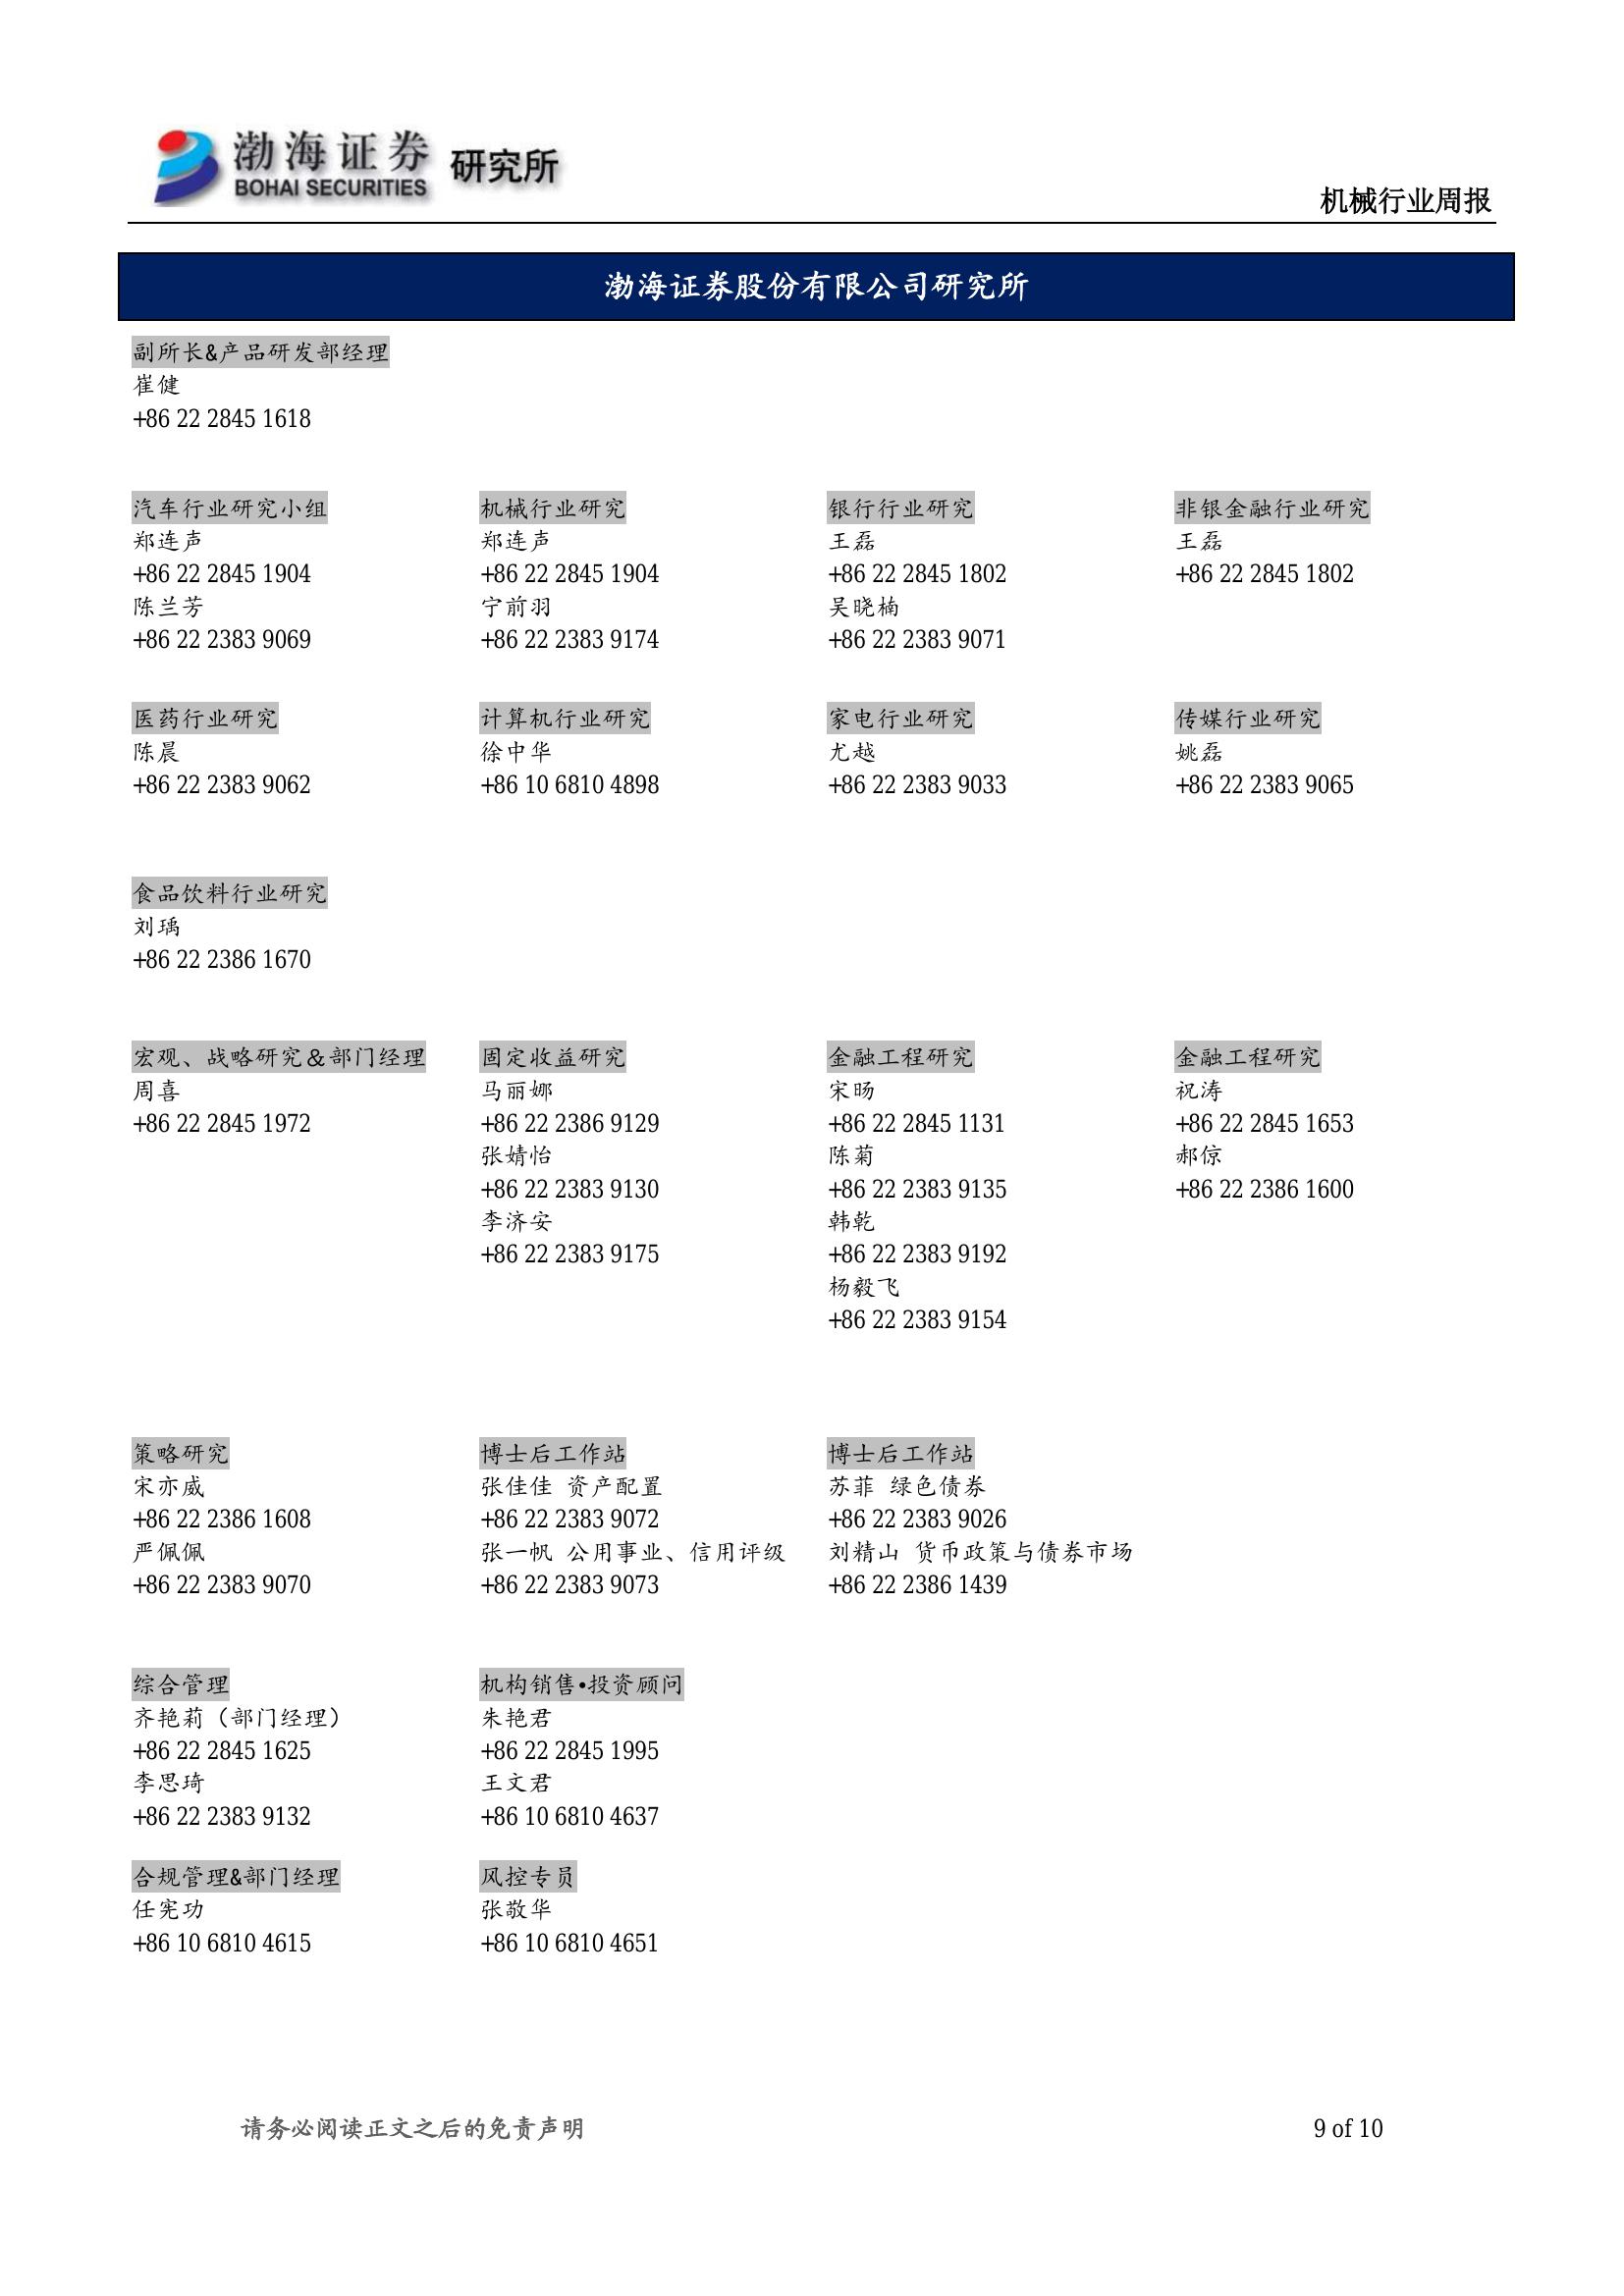 渤海证券 研究所
BOHAI SECURITIES
机械行业周报
渤海证券股份有限公司研究所
副所长&产品研发部经理
崔健
+86 22 2845 1618
汽车行业研究小组
郑连声
+86 22 2845 1904
陈兰芳
+86 22 2383 9069
机械行业研究
郑连声
+86 22 2845 1904
宁前羽
+86 22 2383 9174
银行行业研究
王磊
+86 22 2845 1802
吴晓楠
+86 22 2383 9071
非银金融行业研究
王磊
+86 22 2845 1802
医药行业研究
陈晨
+86 22 2383 9062
计算机行业研究
徐中华
+86 10 6810 4898
家电行业研究
尤越
+86 22 2383 9033
传媒行业研究
姚磊
+86 22 2383 9065
食品饮料行业研究
刘瑀
+86 22 2386 1670
宏观、战略研究＆部门经理
周喜
+86 22 2845 1972
固定收益研究
马丽娜
+86 22 2386 9129
张婧怡
+86 22 2383 9130
李济安
+86 22 2383 9175
金融工程研究
宋旸
+86 22 2845 1131
陈菊
+86 22 2383 9135
韩乾
+86 22 2383 9192
杨毅飞
+86 22 2383 9154
金融工程研究
祝涛
+86 22 2845 1653
郝倞
+86 22 2386 1600
策略研究
宋亦威
+86 22 2386 1608
严佩佩
+86 22 2383 9070
博士后工作站
张佳佳 资产配置
+86 22 2383 9072
张一帆 公用事业、信用评级
+86 22 2383 9073
博士后工作站
苏菲 绿色债券
+86 22 2383 9026
刘精山 货币政策与债券市场
+86 22 2386 1439
综合管理
齐艳莉（部门经理）
+86 22 2845 1625
李思琦
+86 22 2383 9132
机构销售•投资顾问
朱艳君
+86 22 2845 1995
王文君
+86 10 6810 4637
合规管理&部门经理
任宪功
+86 10 6810 4615
风控专员
张敬华
+86 10 6810 4651
请务必阅读正文之后的免责声明
9 of 10